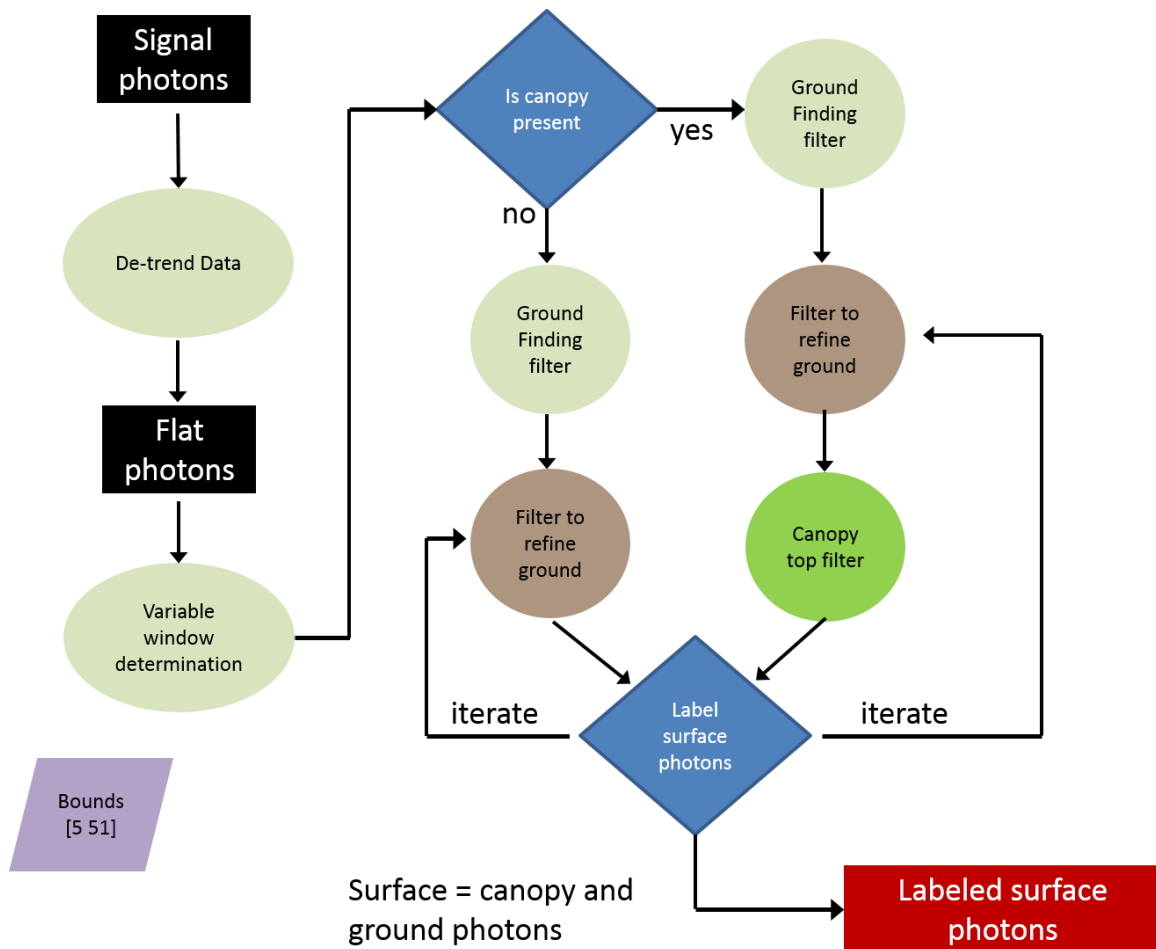 Signal
photons
De-trend Data
Flat
photons
Variable
window
determination
Bounds
[5 51]
Is canopy
present
yes
no
Ground
Finding
filter
Filter to
refine
ground
Ground
Finding
filter
Filter to
refine
ground
Canopy
top filter
Label
surface
photons
iterate
iterate
Surface = canopy and
ground photons
Labeled surface
photons